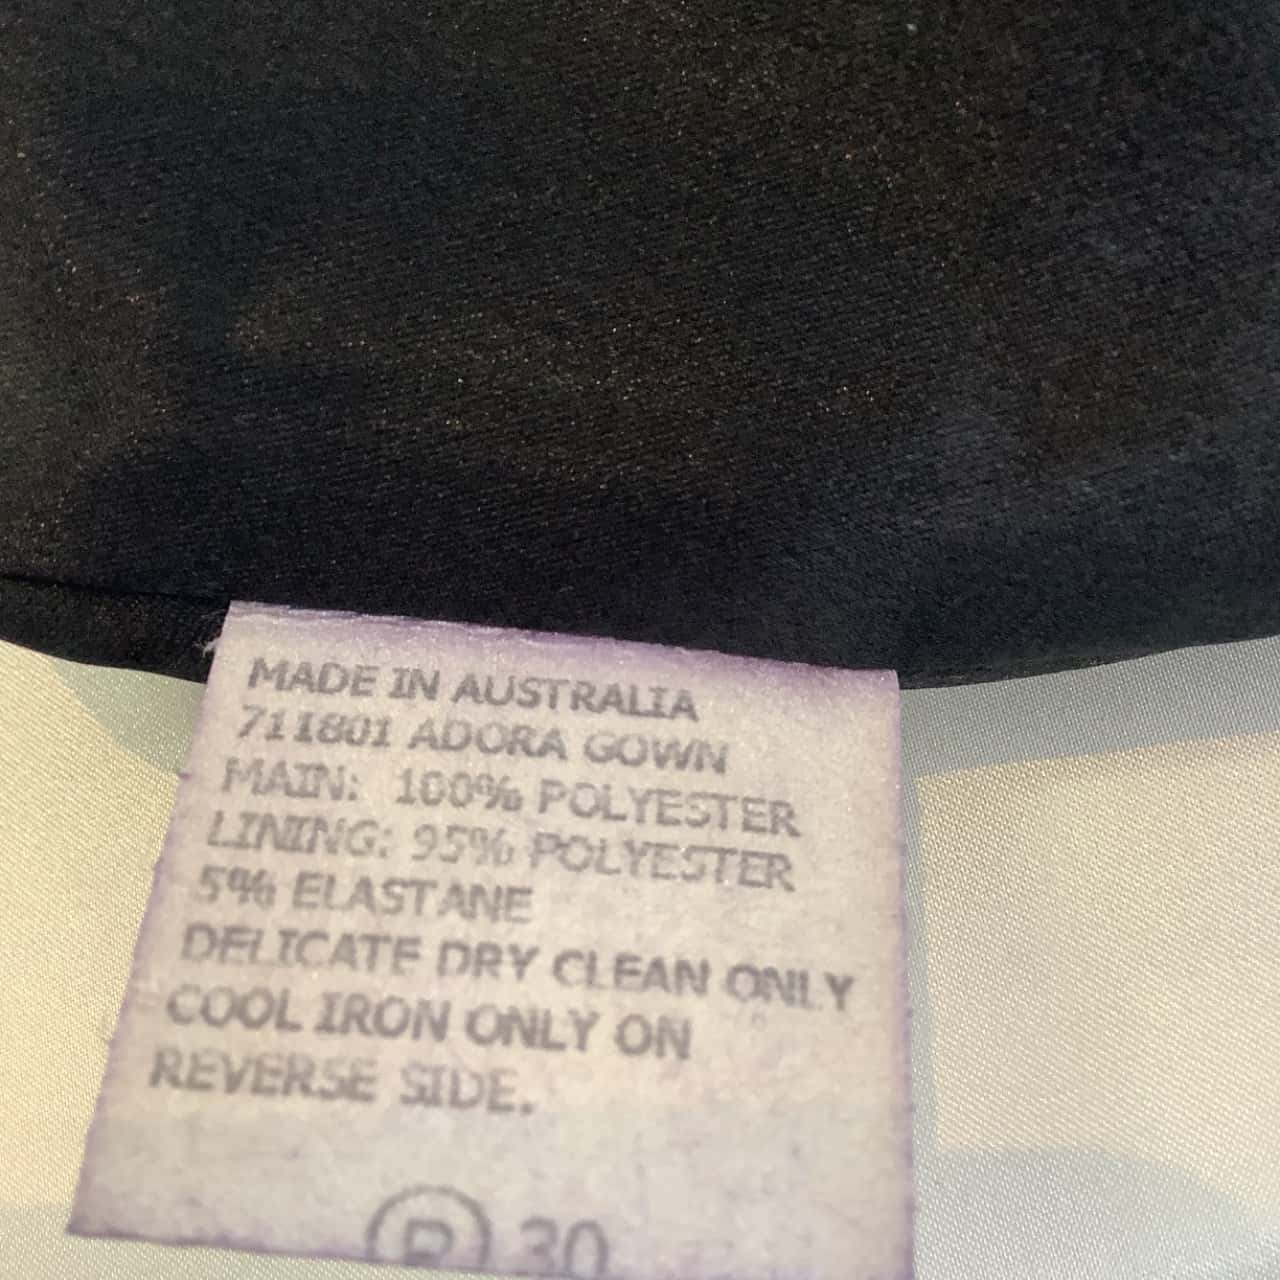 MADE IN AUSTRALIA
711801 ADORA GOWN
MAIN: 100% POLYESTER
LINING: 95% POLYESTER
5% ELASTANE
DELICATE DRY CLEAN ONLY
COOL IRON ONLY ON
REVERSE SIDE.
P 30